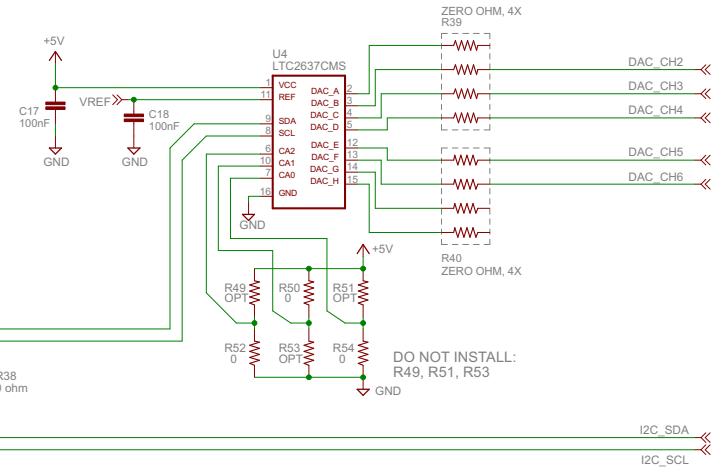 ZERO OHM, 4X
R39
+5V
U4
LTC2637CMS
DAC_CH2
DAC_CH3
DAC_CH4
DAC_CH5
DAC_CH6
C17
100nF
GND
VREF
C18
100nF
GND
1 VCC
11 REF
9 SDA
8 SCL
6 CA2
10 CA1
7 CA0
16 GND
DAC_A 2
DAC_B 3
DAC_C 4
DAC_D 5
DAC_E 12
DAC_F 13
DAC_G 14
DAC_H 15
GND
R40
ZERO OHM, 4X
+5V
R49
OPT
R50
0
R51
OPT
R52
0
R53
OPT
R54
0
DO NOT INSTALL:
R49, R51, R53
GND
R38
ohm
I2C_SDA
I2C_SCL